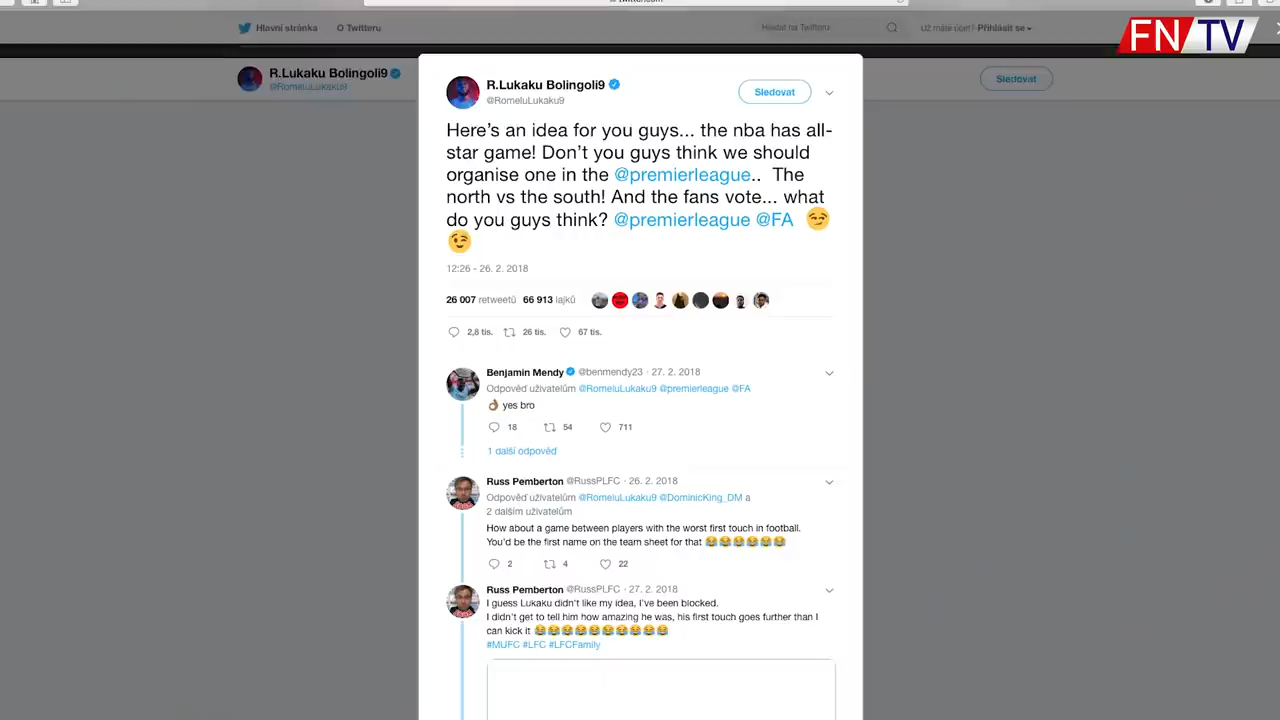 twitter.com
Hlavní stránka
O Twitteru
Hledat na Twitteru
Už máte účet? Přihlásit se
FN TV
R.Lukaku Bolingoli9
@RomeluLukaku9
Sledovat
R.Lukaku Bolingoli9
@RomeluLukaku9
Sledovat
Here's an idea for you guys... the nba has all-
star game! Don't you guys think we should
organise one in the @premierleague.. The
north vs the south! And the fans vote... what
do you guys think? @premierleague @FA 😏
😉
12:26 - 26. 2. 2018
26 007 retweetů 66 913 lajků
2,8 tis. 26 tis. 67 tis.
Benjamin Mendy @benmendy23 · 27. 2. 2018
Odpověď uživatelům @RomeluLukaku9 @premierleague @FA
👌🏽 yes bro
18 54 711
1 další odpověď
Russ Pemberton @RussPLFC · 26. 2. 2018
Odpověď uživatelům @RomeluLukaku9 @DominicKing_DM a
2 dalším uživatelům
How about a game between players with the worst first touch in football.
You'd be the first name on the team sheet for that 😂😂😂😂😂😂
2 4 22
Russ Pemberton @RussPLFC · 27. 2. 2018
I guess Lukaku didn't like my idea, I've been blocked.
I didn't get to tell him how amazing he was, his first touch goes further than I
can kick it 😂😂😂😂😂😂😂😂😂😂
#MUFC #LFC #LFCFamily